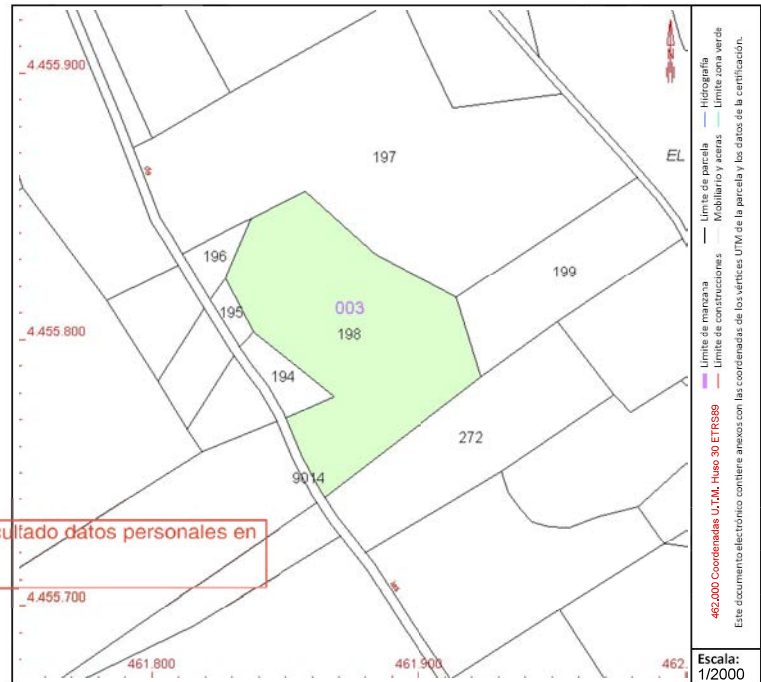 4.455.900
197
EL
196
199
003
195
4.455.800
198
194
272
9014
culfado datos personales en
4.455.700
461.800
461.900
462.
N
Límite de manzana
Límite de parcela
Hidrografía
Límite de construcciones
Mobiliario y aceras
Límite zona verde
462.000 Coordenadas U.T.M. Huso 30 ETRS89
Este documento electrónico contiene anexos con las coordenadas de los vértices UTM de la parcela y los datos de la certificación.
Escala:
1/2000